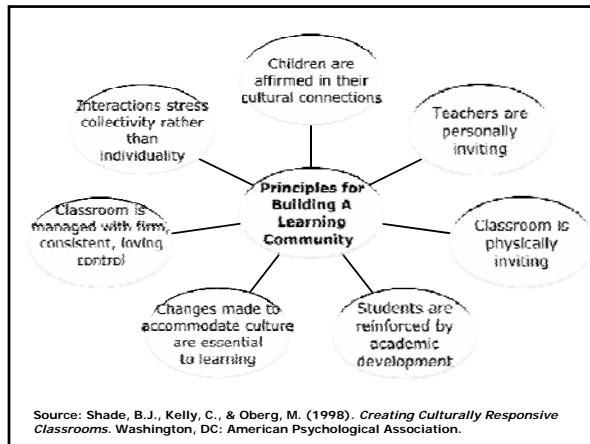 Children are
affirmed in their
cultural connections
Interactions stress
collectivity rather
than
individuality
Teachers are
personally
inviting
Principles for
Building A
Learning
Community
Classroom is
managed with firm,
consistent, loving
control
Classroom is
physically
inviting
Changes made to
accommodate culture
are essential
to learning
Students are
reinforced by
academic
development
Source: Shade, B.J., Kelly, C., & Oberg, M. (1998). Creating Culturally Responsive
Classrooms. Washington, DC: American Psychological Association.